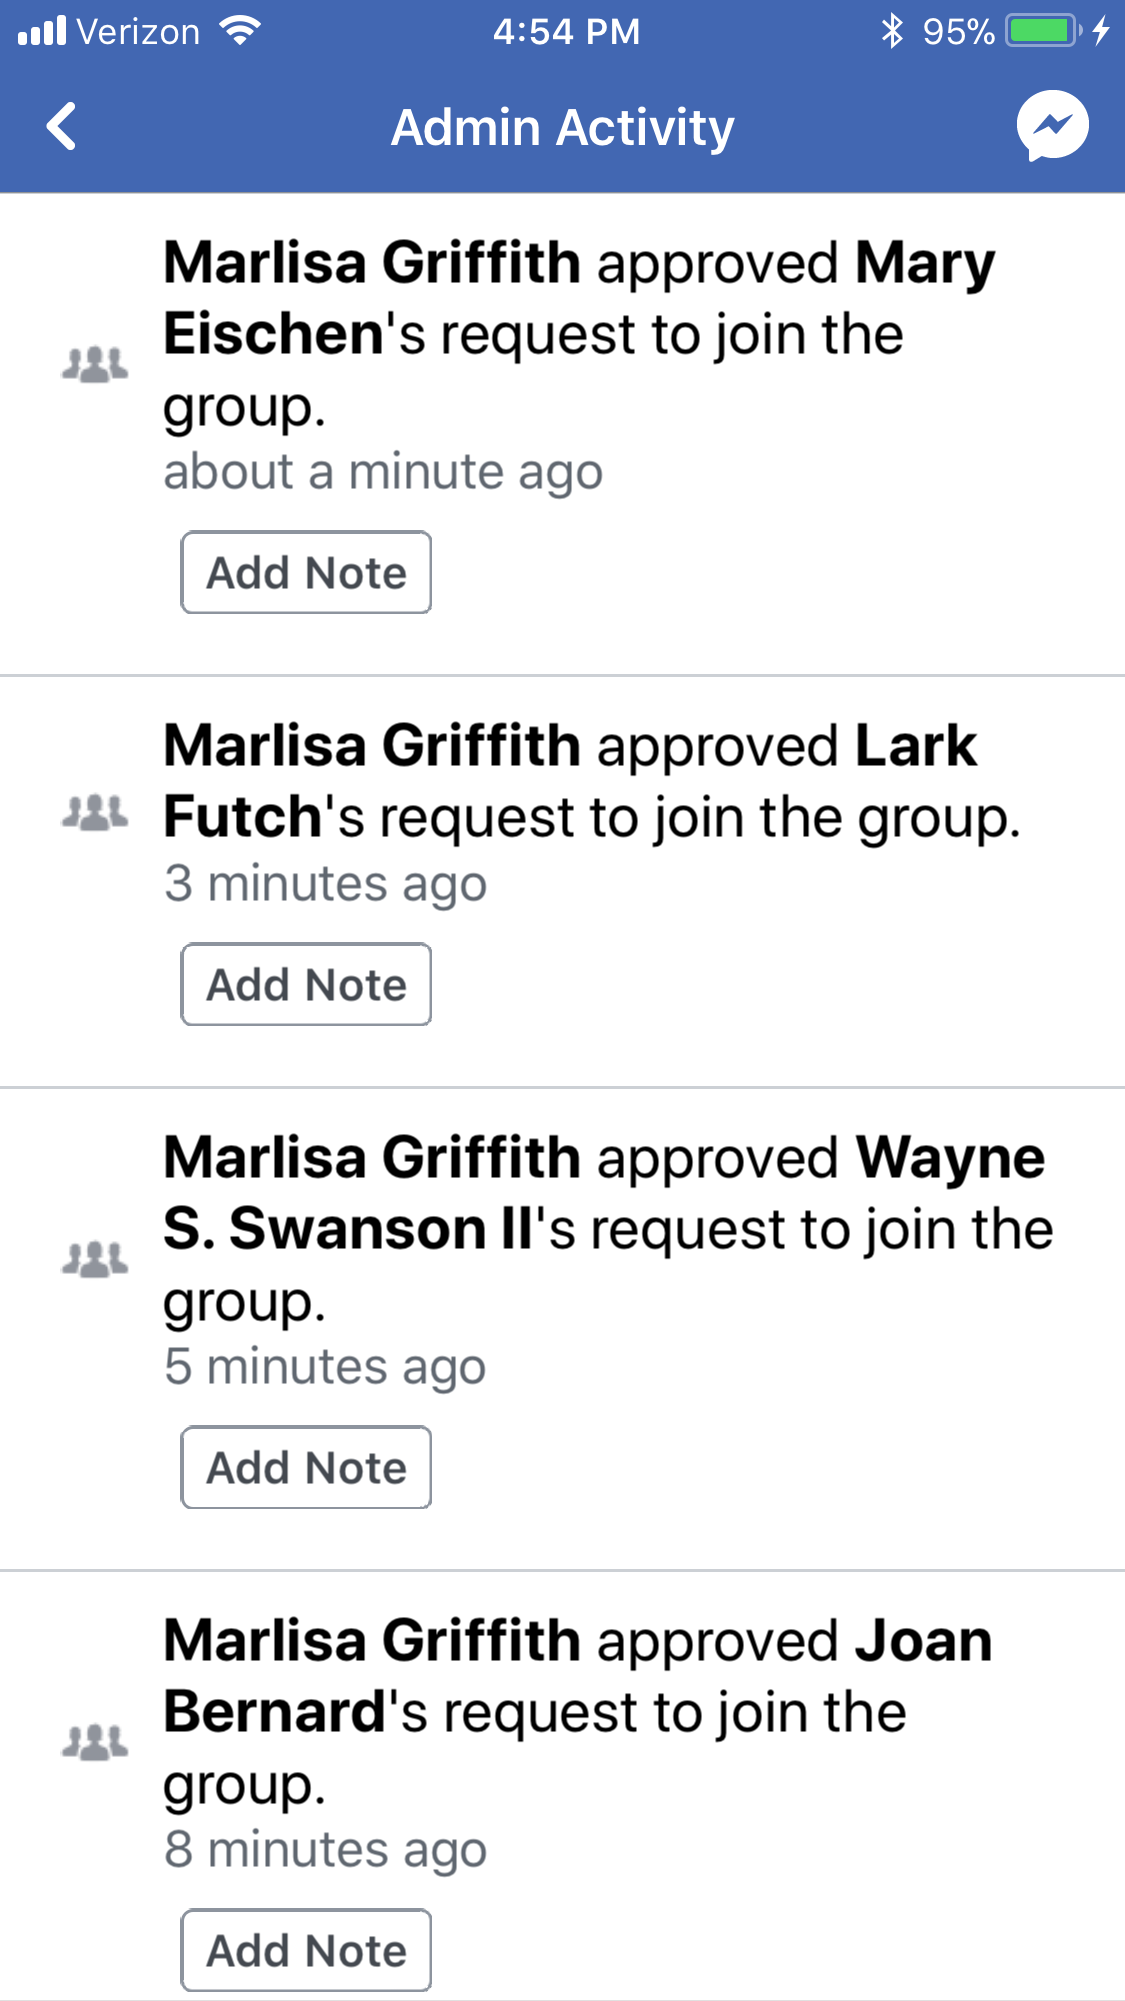 Verizon 4:54 PM 95%
Admin Activity
Marlisa Griffith approved Mary
Eischen's request to join the
group.
about a minute ago
Add Note
Marlisa Griffith approved Lark
Futch's request to join the group.
3 minutes ago
Add Note
Marlisa Griffith approved Wayne
S. Swanson II's request to join the
group.
5 minutes ago
Add Note
Marlisa Griffith approved Joan
Bernard's request to join the
group.
8 minutes ago
Add Note